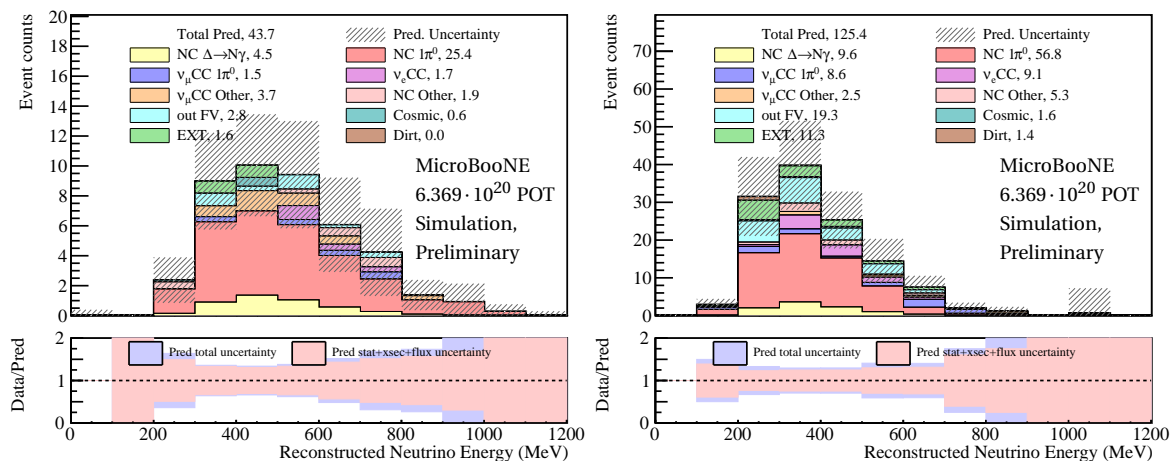 Event counts
20
18
16
14
12
10
8
6
4
2
0
Total Pred, 43.7
Pred. Uncertainty
NC Δ→Nγ, 4.5
NC 1π⁰, 25.4
νμCC 1π⁰, 1.5
νeCC, 1.7
νμCC Other, 3.7
NC Other, 1.9
out FV, 2.8
Cosmic, 0.6
EXT, 1.6
Dirt, 0.0
MicroBooNE
6.369·10²⁰ POT
Simulation,
Preliminary
Data/Pred
2
1
0
Pred total uncertainty
Pred stat+xsec+flux uncertainty
0 200 400 600 800 1000 1200
Reconstructed Neutrino Energy (MeV)
Event counts
70
60
50
40
30
20
10
0
Total Pred, 125.4
Pred. Uncertainty
NC Δ→Nγ, 9.6
NC 1π⁰, 56.8
νμCC 1π⁰, 8.6
νeCC, 9.1
νμCC Other, 2.5
NC Other, 5.3
out FV, 19.3
Cosmic, 1.6
EXT, 11.3
Dirt, 1.4
MicroBooNE
6.369·10²⁰ POT
Simulation,
Preliminary
Data/Pred
2
1
0
Pred total uncertainty
Pred stat+xsec+flux uncertainty
0 200 400 600 800 1000 1200
Reconstructed Neutrino Energy (MeV)